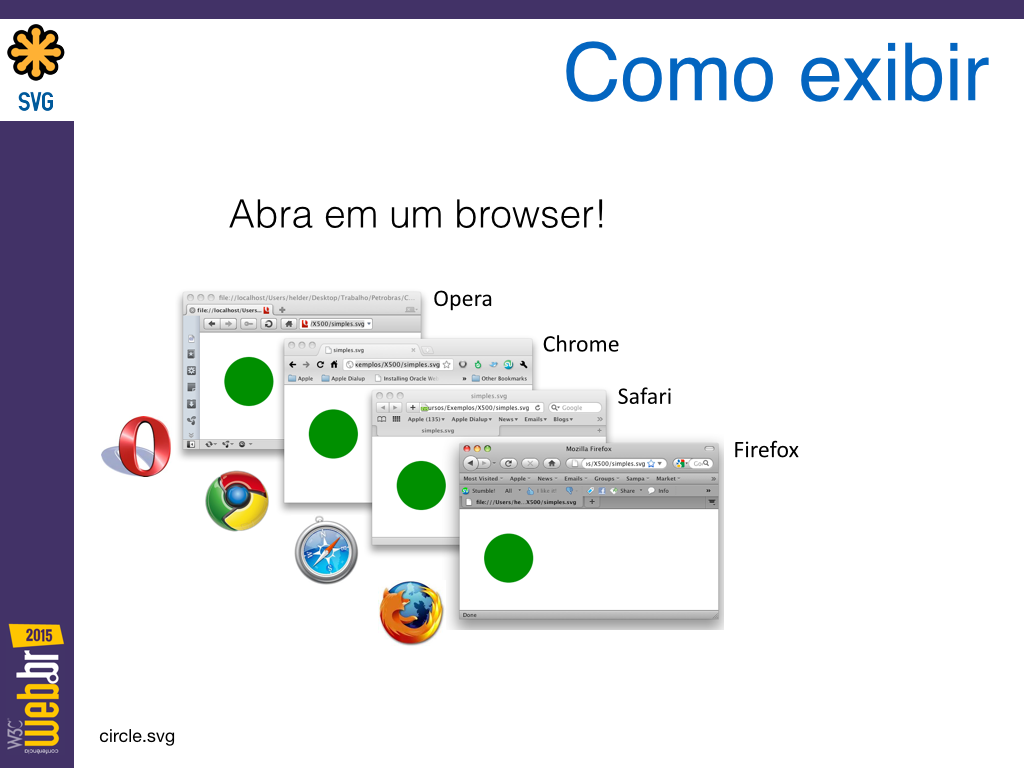 SVG
Como exibir
Abra em um browser!
Opera
file://localhost/Users/helder/Desktop/Trabalho/Petrobras/C...
file://localhost/Users...
/X500/simples.svg
Chrome
simples.svg
xemplos/X500/simples.svg
Apple
Apple Dialup
Installing Oracle
Other Bookmarks
Safari
simples.svg
ursos/Exemplos/X500/simples.svg
Google
Apple (135)
Apple Dialup
News
Emails
Blogs
simples.svg
Firefox
Mozilla Firefox
/X500/simples.svg
Most Visited
Apple
News
Emails
Groups
Sampa
Market
Stumble!
All
I like it!
Share
Info
file:///Users/he...X500/simples.svg
Done
2015
W3C
web.br
conferência
circle.svg